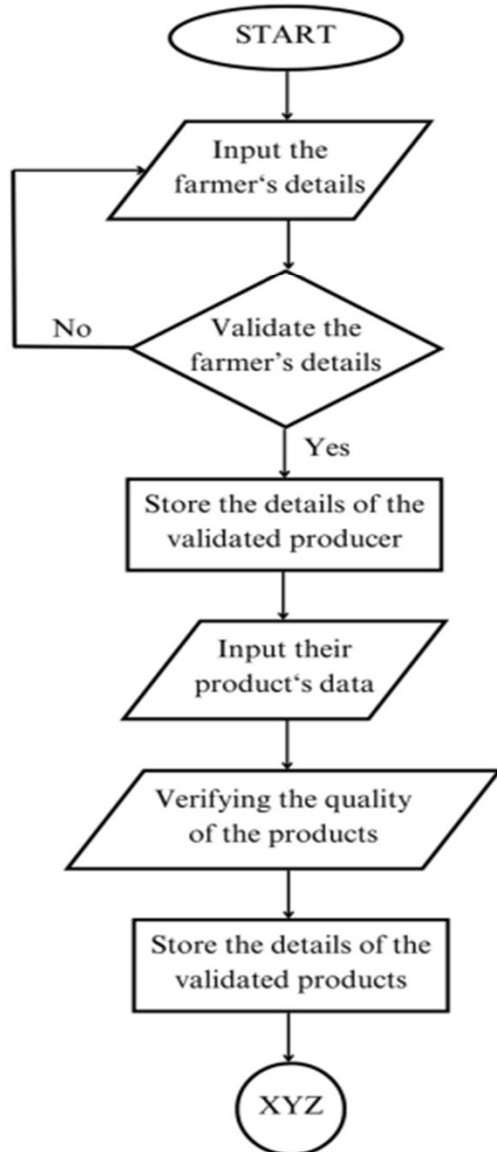 START
Input the
farmer‘s details
No
Validate the
farmer’s details
Yes
Store the details of the
validated producer
Input their
product‘s data
Verifying the quality
of the products
Store the details of the
validated products
XYZ